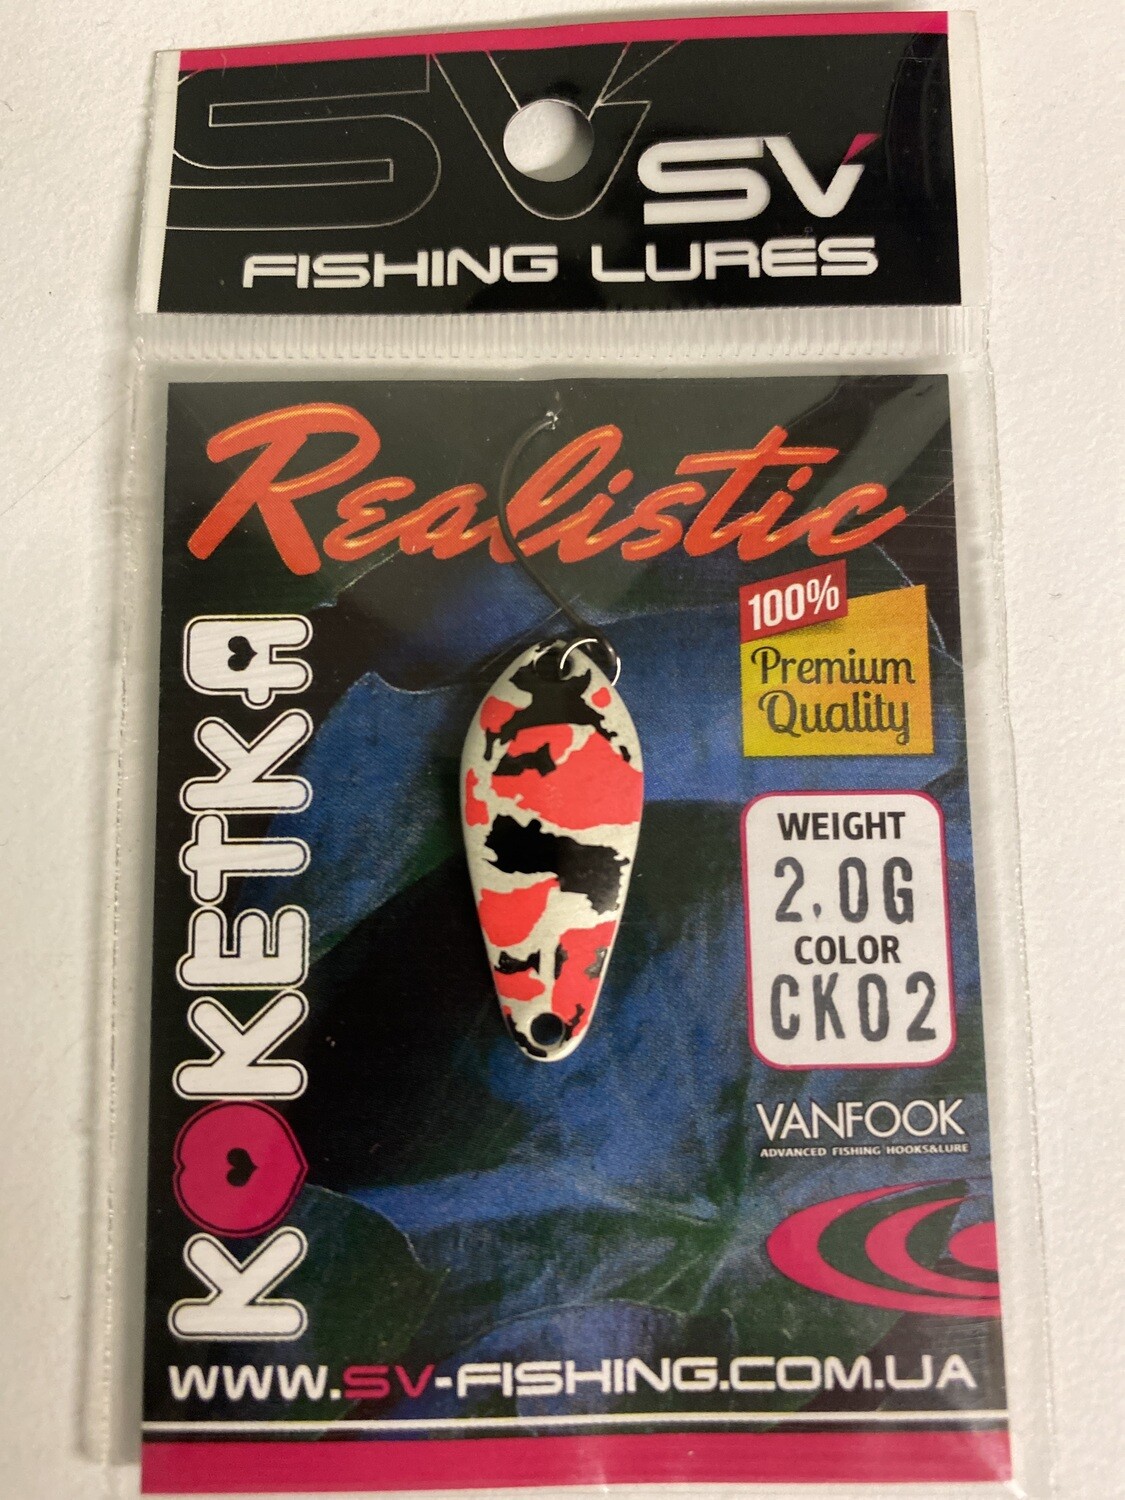 SV
SV
FISHING LURES
Realistic
100%
Premium
Quality
KOKETKA
WEIGHT
2.0G
COLOR
CK02
VANFOOK
ADVANCED FISHING HOOKS&LURE
WWW.SV-FISHING.COM.UA